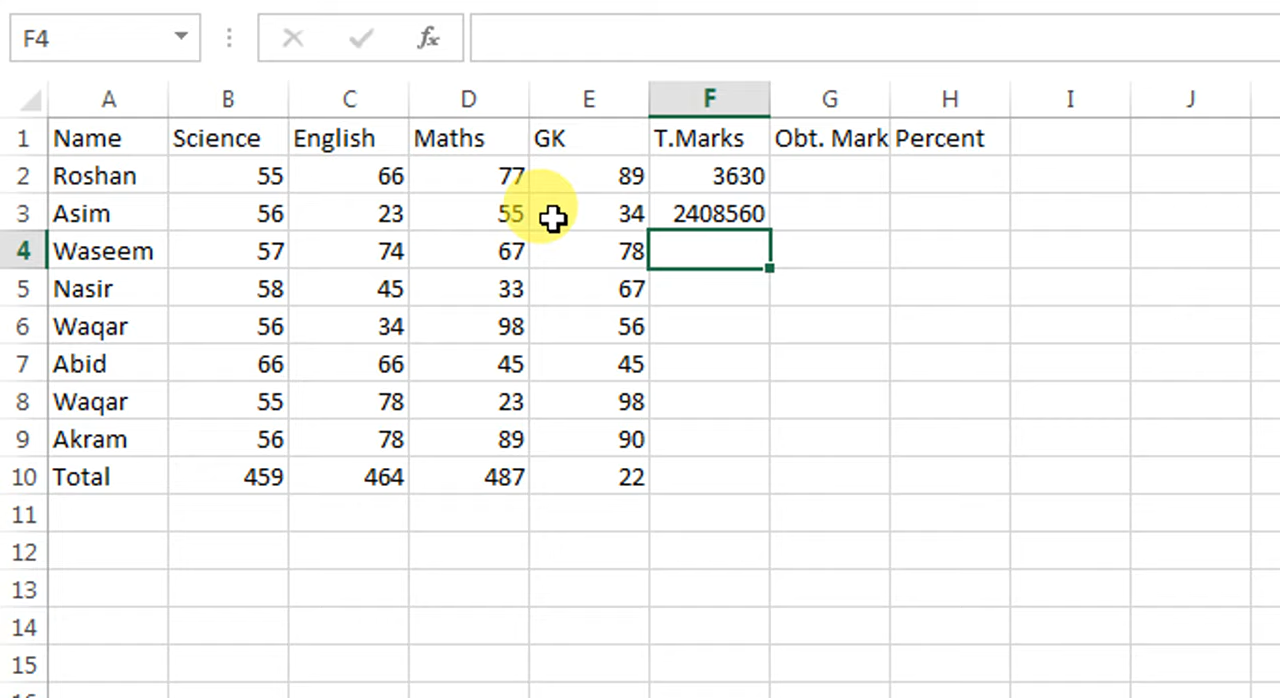 F4 fx
A B C D E F G H I J
1 Name Science English Maths GK T.Marks Obt. Mark Percent
2 Roshan 55 66 77 89 3630
3 Asim 56 23 55 34 2408560
4 Waseem 57 74 67 78
5 Nasir 58 45 33 67
6 Waqar 56 34 98 56
7 Abid 66 66 45 45
8 Waqar 55 78 23 98
9 Akram 56 78 89 90
10 Total 459 464 487 22
11
12
13
14
15